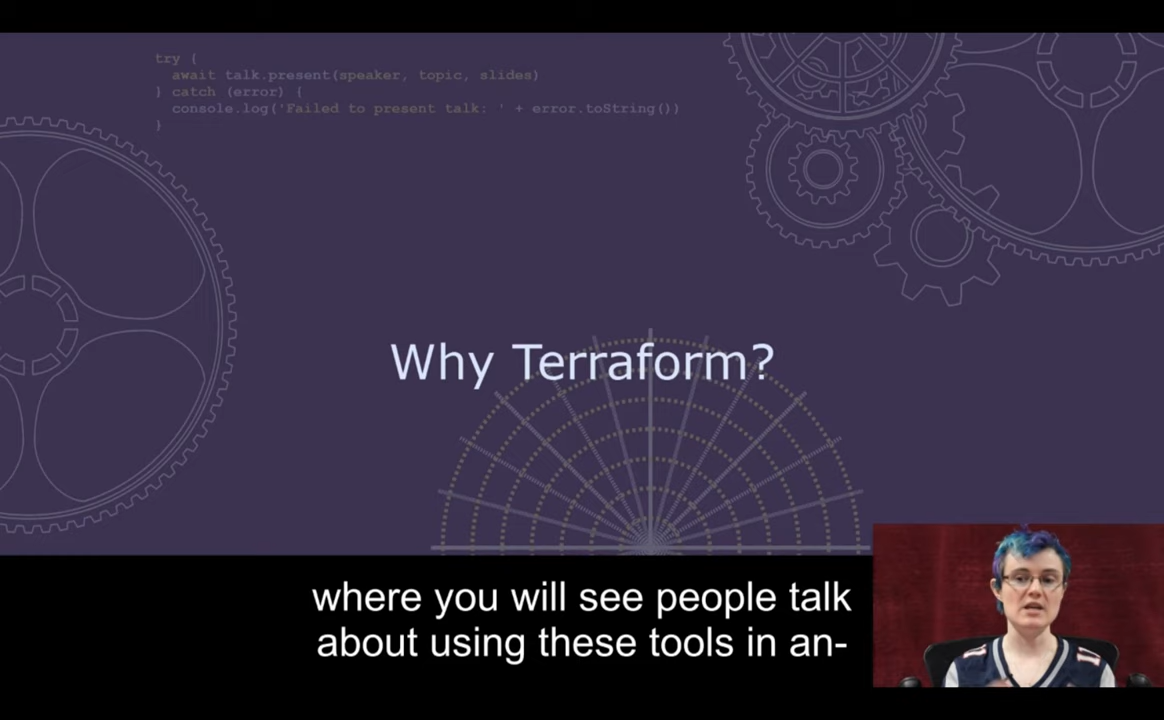 try {
await talk.present(speaker, topic, slides)
} catch (error) {
console.log('Failed to present talk: ' + error.toString())
}
Why Terraform?
where you will see people talk
about using these tools in an-